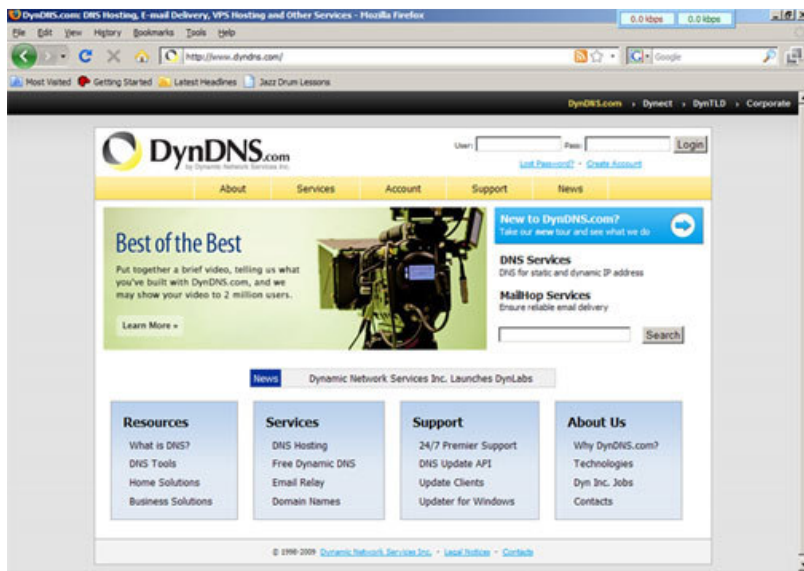 DynDNS.com: DNS Hosting, E-mail Delivery, VPS Hosting and Other Services - Mozilla Firefox
0.0 kbps 0.0 kbps
File Edit View History Bookmarks Tools Help
http://www.dyndns.com/
Google
Most Visited Getting Started Latest Headlines Jazz Drum Lessons
DynDNS.com Dynect DynTLD Corporate
DynDNS.com
by Dynamic Network Services Inc.
User: Pass: Login
Lost Password? - Create Account
About Services Account Support News
Best of the Best
Put together a brief video, telling us what
you've built with DynDNS.com, and we
may show your video to 2 million users.
Learn More »
New to DynDNS.com?
Take our new tour and see what we do
DNS Services
DNS for static and dynamic IP address
MailHop Services
Ensure reliable email delivery
Search
News Dynamic Network Services Inc. Launches DynLabs
Resources
What is DNS?
DNS Tools
Home Solutions
Business Solutions
Services
DNS Hosting
Free Dynamic DNS
Email Relay
Domain Names
Support
24/7 Premier Support
DNS Update API
Update Clients
Updater for Windows
About Us
Why DynDNS.com?
Technologies
Dyn Inc. Jobs
Contacts
© 1998-2009 Dynamic Network Services Inc. - Legal Notices - Contacts